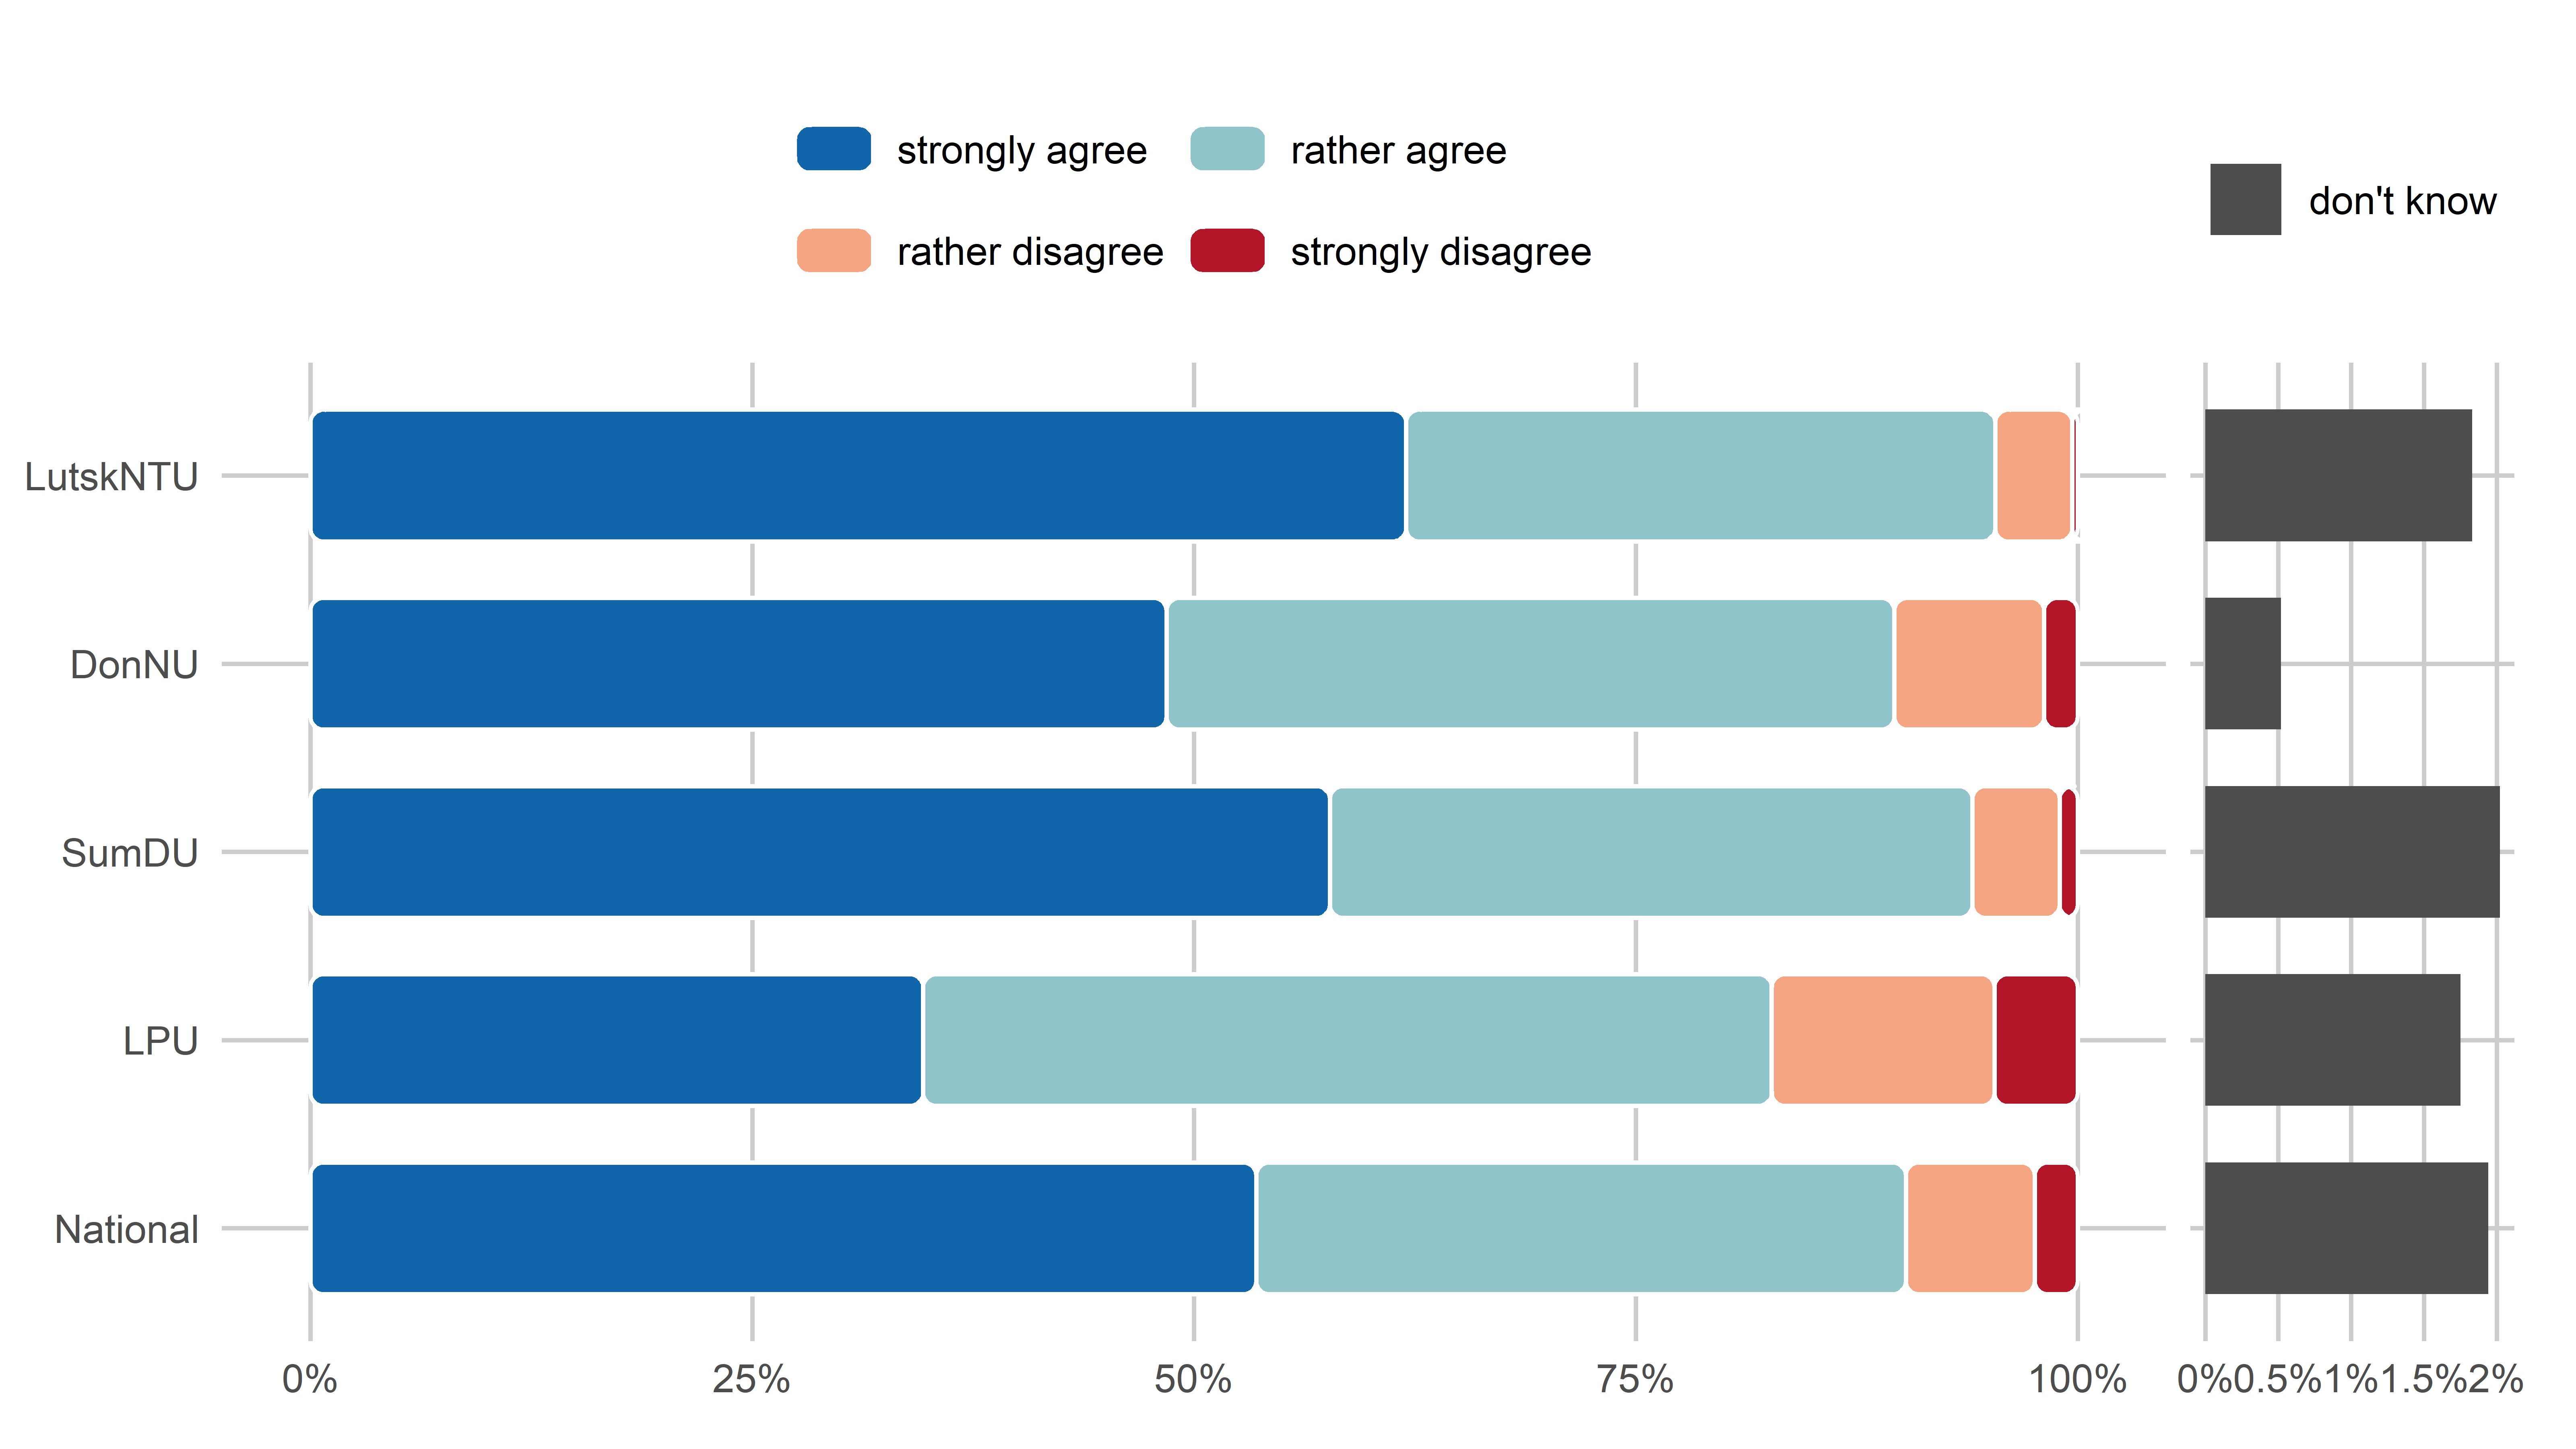 strongly agree rather agree
rather disagree strongly disagree
don't know
LutskNTU
DonNU
SumDU
LPU
National
0% 25% 50% 75% 100% 0% 0.5% 1% 1.5% 2%